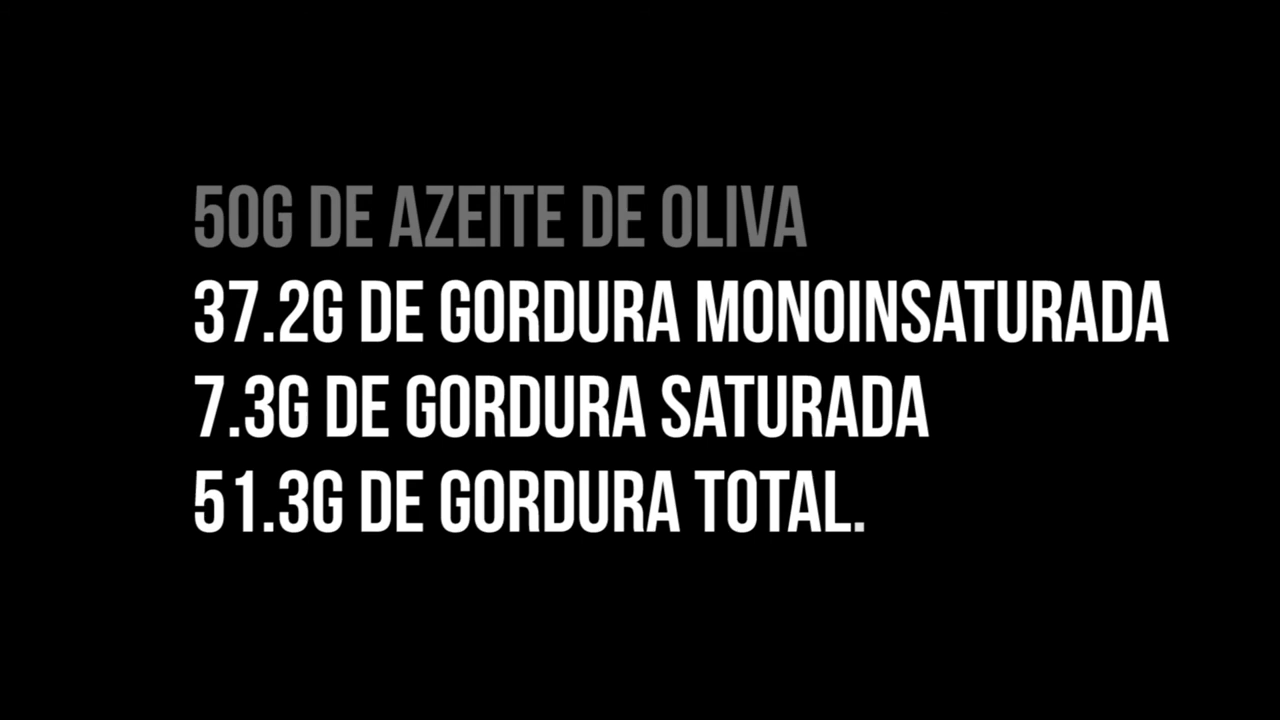 50G DE AZEITE DE OLIVA
37.2G DE GORDURA MONOINSATURADA
7.3G DE GORDURA SATURADA
51.3G DE GORDURA TOTAL.